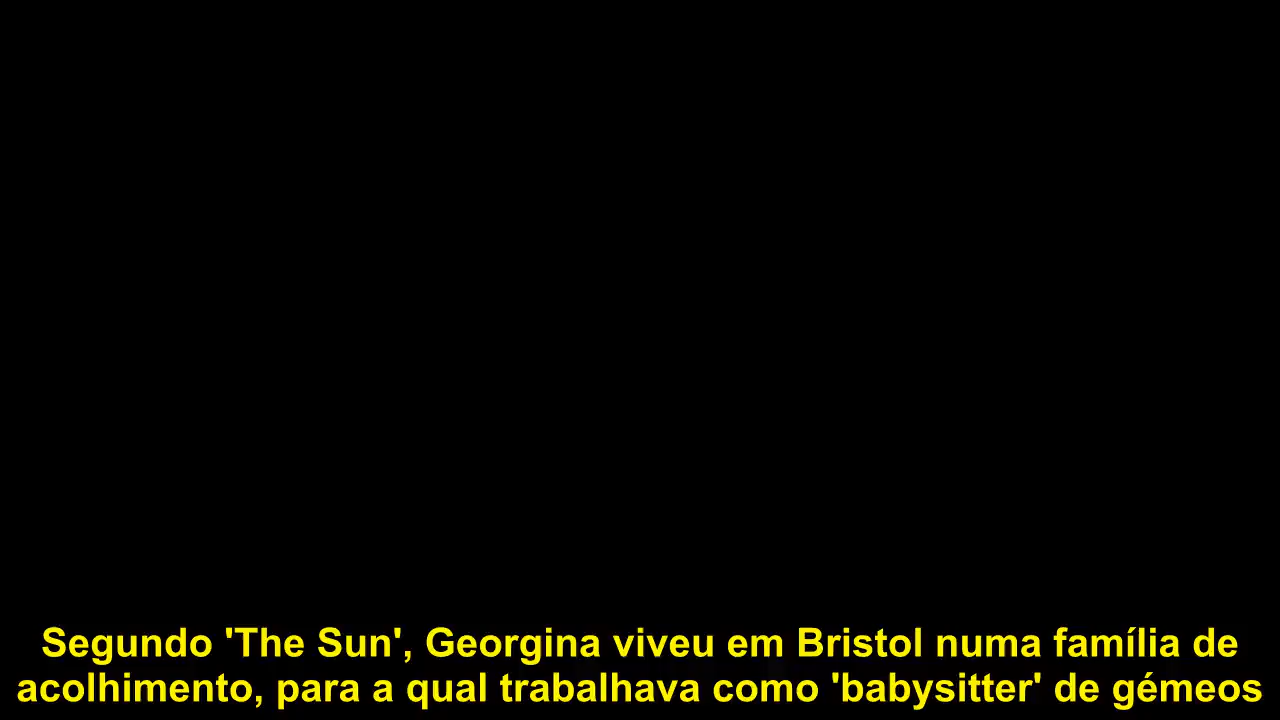 Segundo 'The Sun', Georgina viveu em Bristol numa família de
acolhimento, para a qual trabalhava como 'babysitter' de gémeos